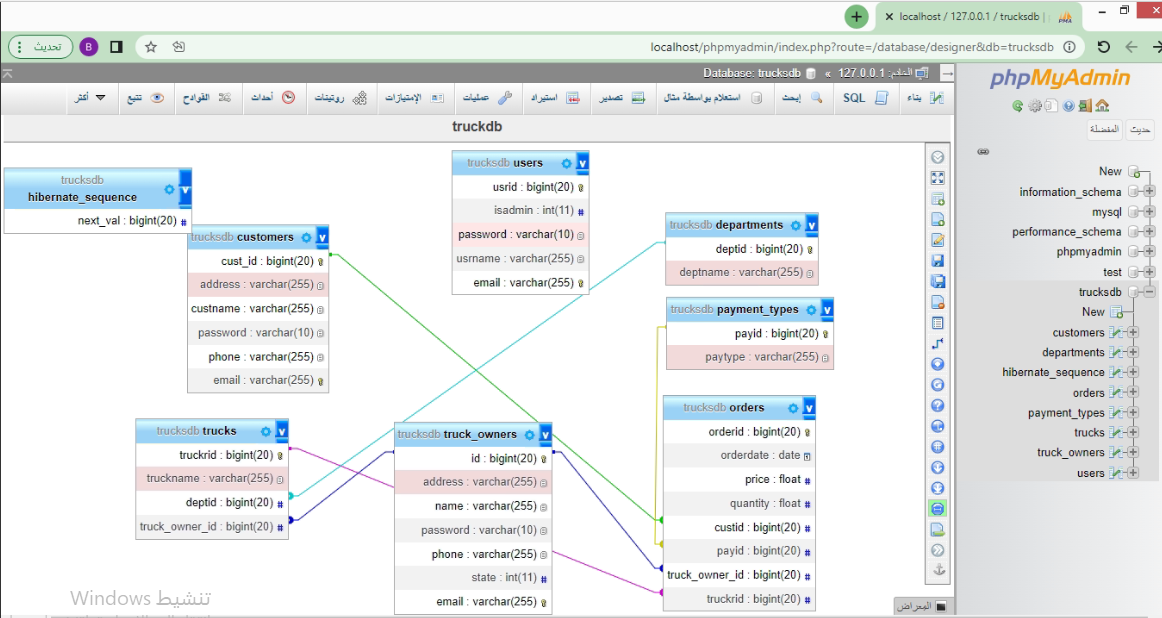 localhost / 127.0.0.1 / trucksdb |
PMA
تحديث
B
localhost/phpmyadmin/index.php?route=/database/designer&db=trucksdb
الخادم: 127.0.0.1 » Database: trucksdb
بناء
SQL
إبحث
استعلام بواسطة مثال
تصدير
استيراد
عمليات
الإمتيازات
روتينات
أحداث
القوادح
تتبع
أكثر
truckdb
trucksdb
hibernate_sequence
next_val : bigint(20) #
trucksdb customers v
cust_id : bigint(20)
address : varchar(255)
custname : varchar(255)
password : varchar(10)
phone : varchar(255)
email : varchar(255)
trucksdb users v
usrid : bigint(20)
isadmin : int(11) #
password : varchar(10)
usrname : varchar(255)
email : varchar(255)
trucksdb departments v
deptid : bigint(20)
deptname : varchar(255)
trucksdb payment_types v
payid : bigint(20)
paytype : varchar(255)
trucksdb trucks v
truckrid : bigint(20)
truckname : varchar(255)
deptid : bigint(20) #
truck_owner_id : bigint(20) #
trucksdb truck_owners v
id : bigint(20)
address : varchar(255)
name : varchar(255)
password : varchar(10)
phone : varchar(255)
state : int(11) #
email : varchar(255)
trucksdb orders v
orderid : bigint(20)
orderdate : date
price : float #
quantity : float #
custid : bigint(20) #
payid : bigint(20) #
truck_owner_id : bigint(20) #
truckrid : bigint(20) #
تنشيط Windows
المعراض
phpMyAdmin
حديث
المفضلة
New
information_schema
mysql
performance_schema
phpmyadmin
test
trucksdb
New
customers
departments
hibernate_sequence
orders
payment_types
trucks
truck_owners
users